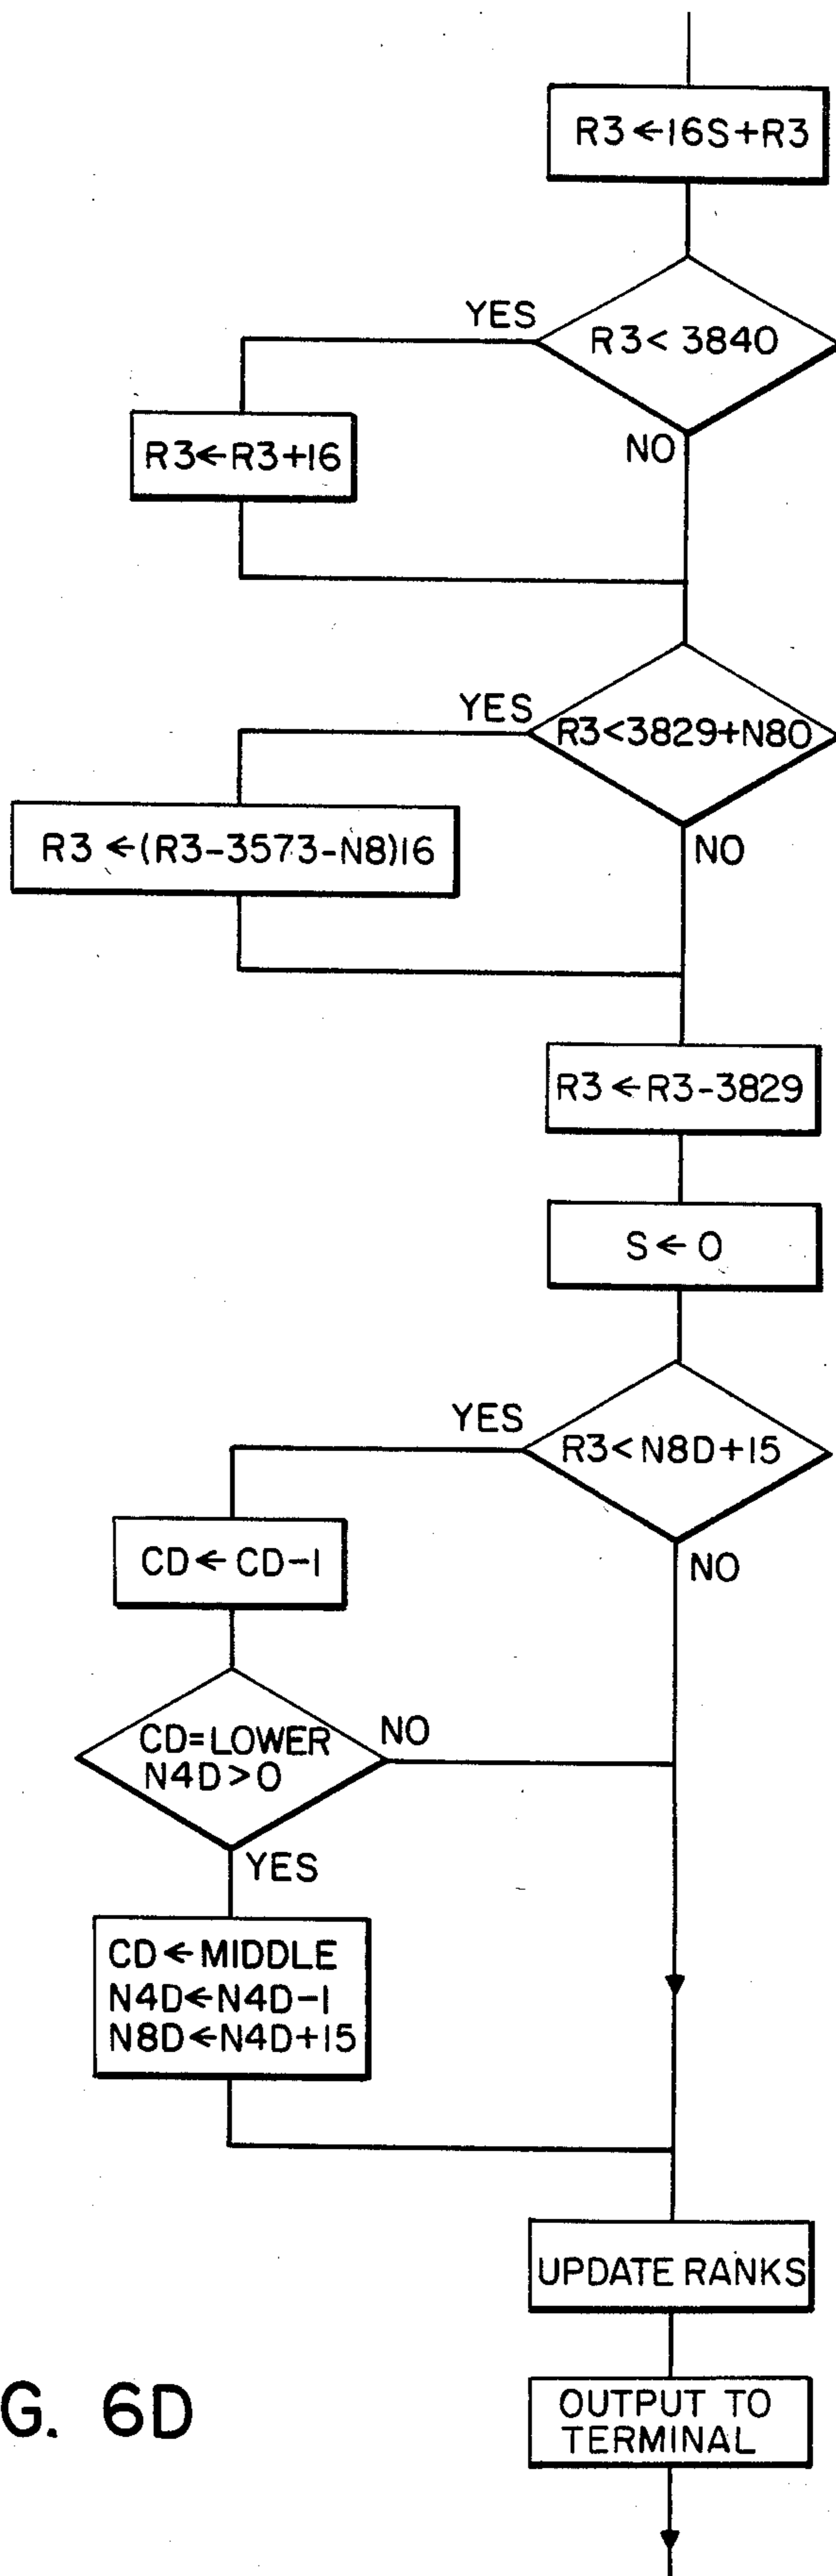 R3←16S+R3
YES
R3<3840
R3←R3+16
NO
YES
R3<3829+N80
R3←(R3-3573-N8)16
NO
R3←R3-3829
S←0
YES
R3<N8D+15
CD←CD-1
NO
CD=LOWER
N4D>0
NO
YES
CD←MIDDLE
N4D←N4D-1
N8D←N4D+15
UPDATE RANKS
G. 6D
OUTPUT TO
TERMINAL